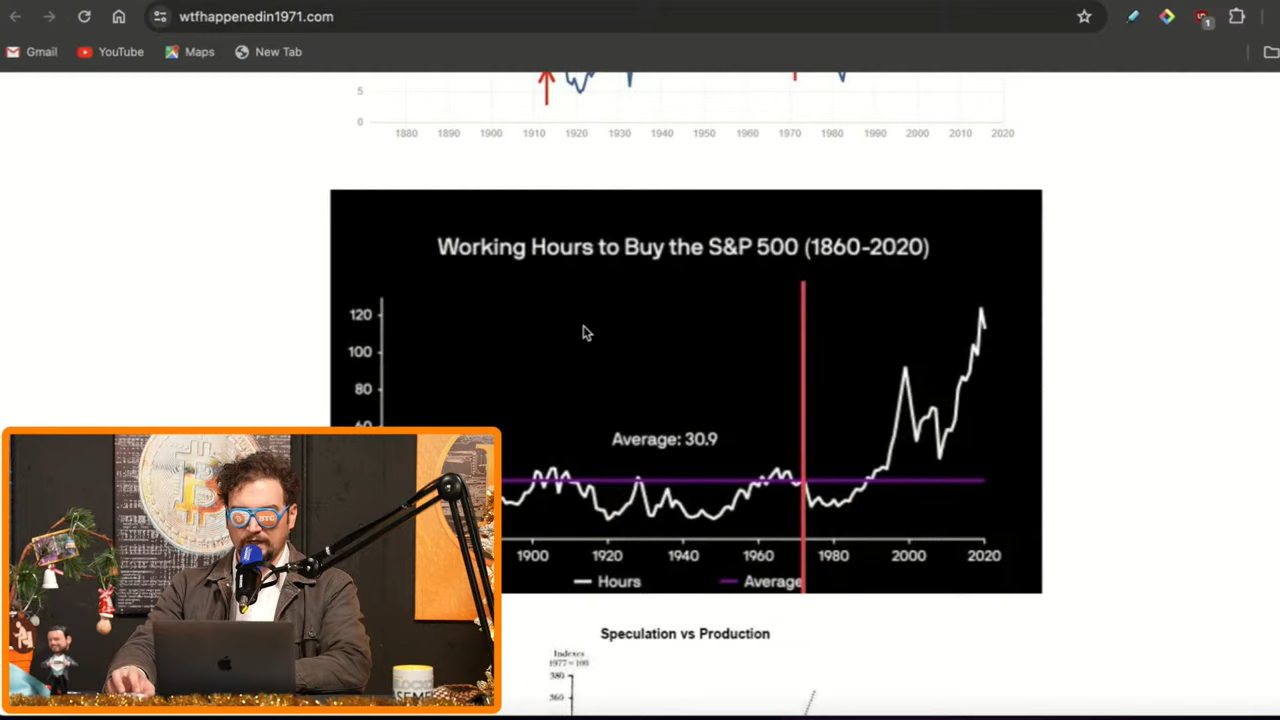 wtfhappenedin1971.com
Gmail YouTube Maps New Tab
5
0
1880 1890 1900 1910 1920 1930 1940 1950 1960 1970 1980 1990 2000 2010 2020
Working Hours to Buy the S&P 500 (1860-2020)
120
100
80
60
Average: 30.9
1900 1920 1940 1960 1980 2000 2020
Hours Average
BTC
Speculation vs Production
Indexes
1977=100
380
360